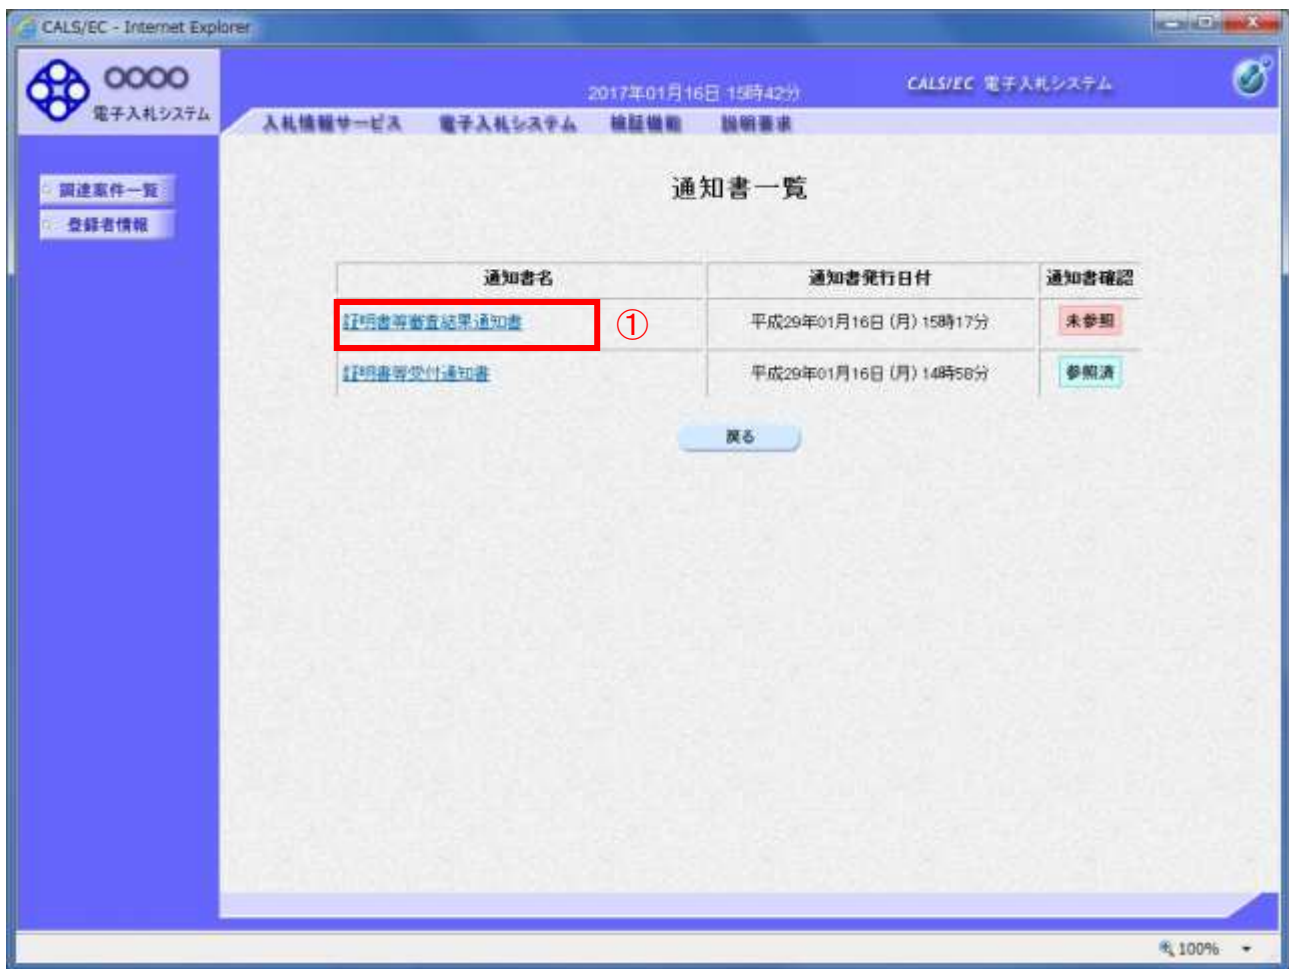 CALS/EC - Internet Explorer
〇〇〇〇
電子入札システム
2017年01月16日 15時42分
CALS/EC 電子入札システム
入札情報サービス 電子入札システム 検証機能 説明要求
調達案件一覧
登録者情報
通知書一覧
通知書名 通知書発行日付 通知書確認
証明書等審査結果通知書 ① 平成29年01月16日 (月) 15時17分 未参照
証明書等受付通知書 平成29年01月16日 (月) 14時58分 参照済
戻る
100%